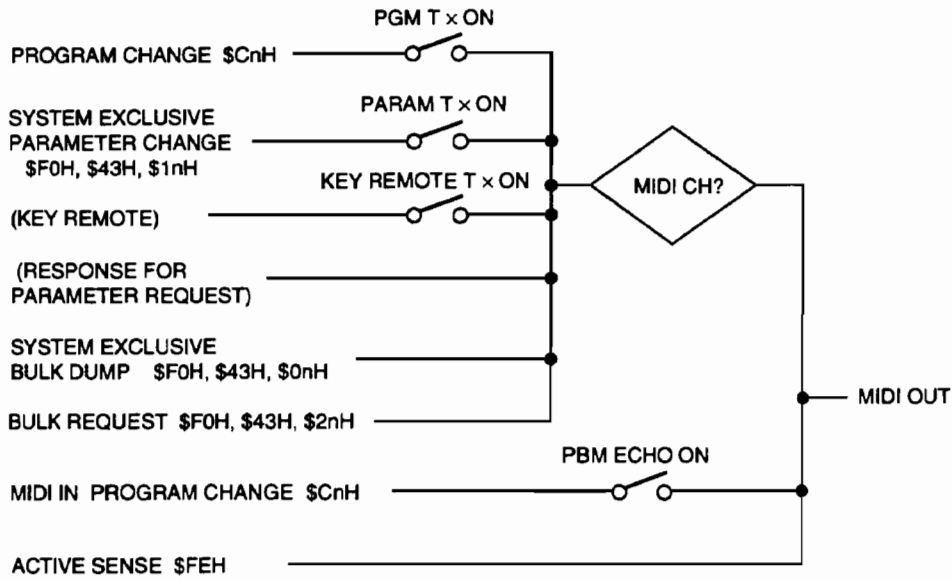 PGM T × ON
PROGRAM CHANGE $CnH
PARAM T × ON
SYSTEM EXCLUSIVE
PARAMETER CHANGE
$F0H, $43H, $1nH
KEY REMOTE T × ON
MIDI CH?
(KEY REMOTE)
(RESPONSE FOR
PARAMETER REQUEST)
SYSTEM EXCLUSIVE
BULK DUMP $F0H, $43H, $0nH
MIDI OUT
BULK REQUEST $F0H, $43H, $2nH
PBM ECHO ON
MIDI IN PROGRAM CHANGE $CnH
ACTIVE SENSE $FEH